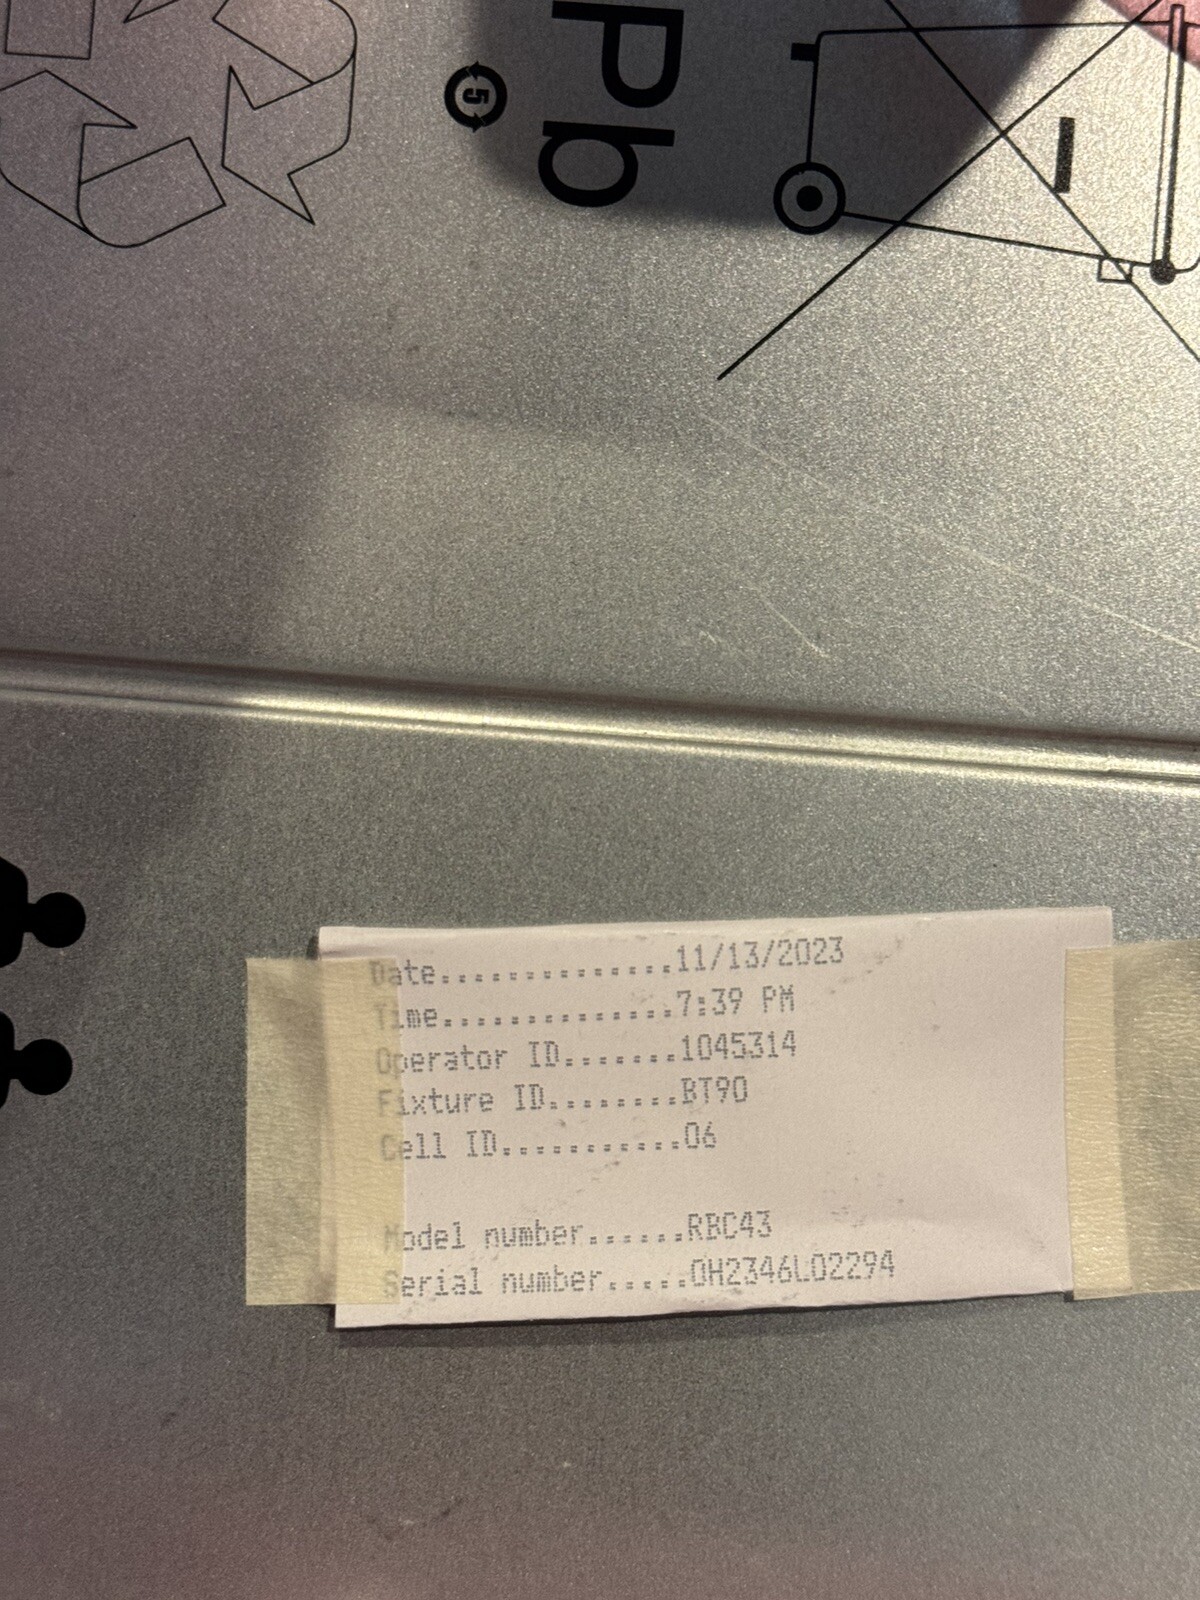 Pb
5
Date..............11/13/2023
Time..............7:39 PM
Operator ID.......1045314
Fixture ID........BT90
Cell ID...........06
Model number......RBC43
Serial number.....0H2346L02294